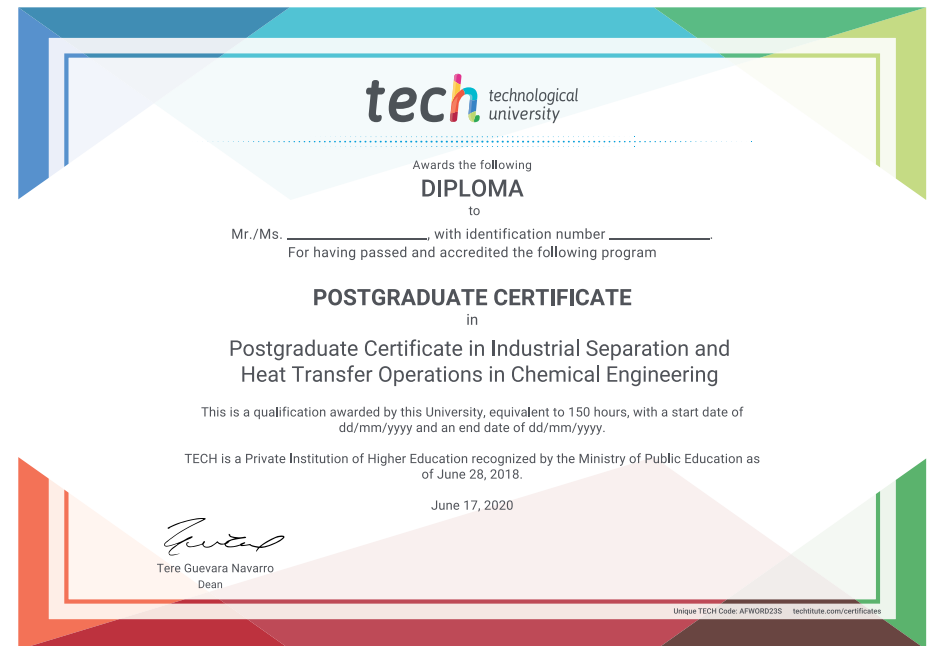 tech technological
university
Awards the following
DIPLOMA
to
Mr./Ms. ____________________, with identification number ______________.
For having passed and accredited the following program
POSTGRADUATE CERTIFICATE
in
Postgraduate Certificate in Industrial Separation and
Heat Transfer Operations in Chemical Engineering
This is a qualification awarded by this University, equivalent to 150 hours, with a start date of
dd/mm/yyyy and an end date of dd/mm/yyyy.
TECH is a Private Institution of Higher Education recognized by the Ministry of Public Education as
of June 28, 2018.
June 17, 2020
Tere Guevara Navarro
Dean
Unique TECH Code: AFWORD23S techtitute.com/certificates